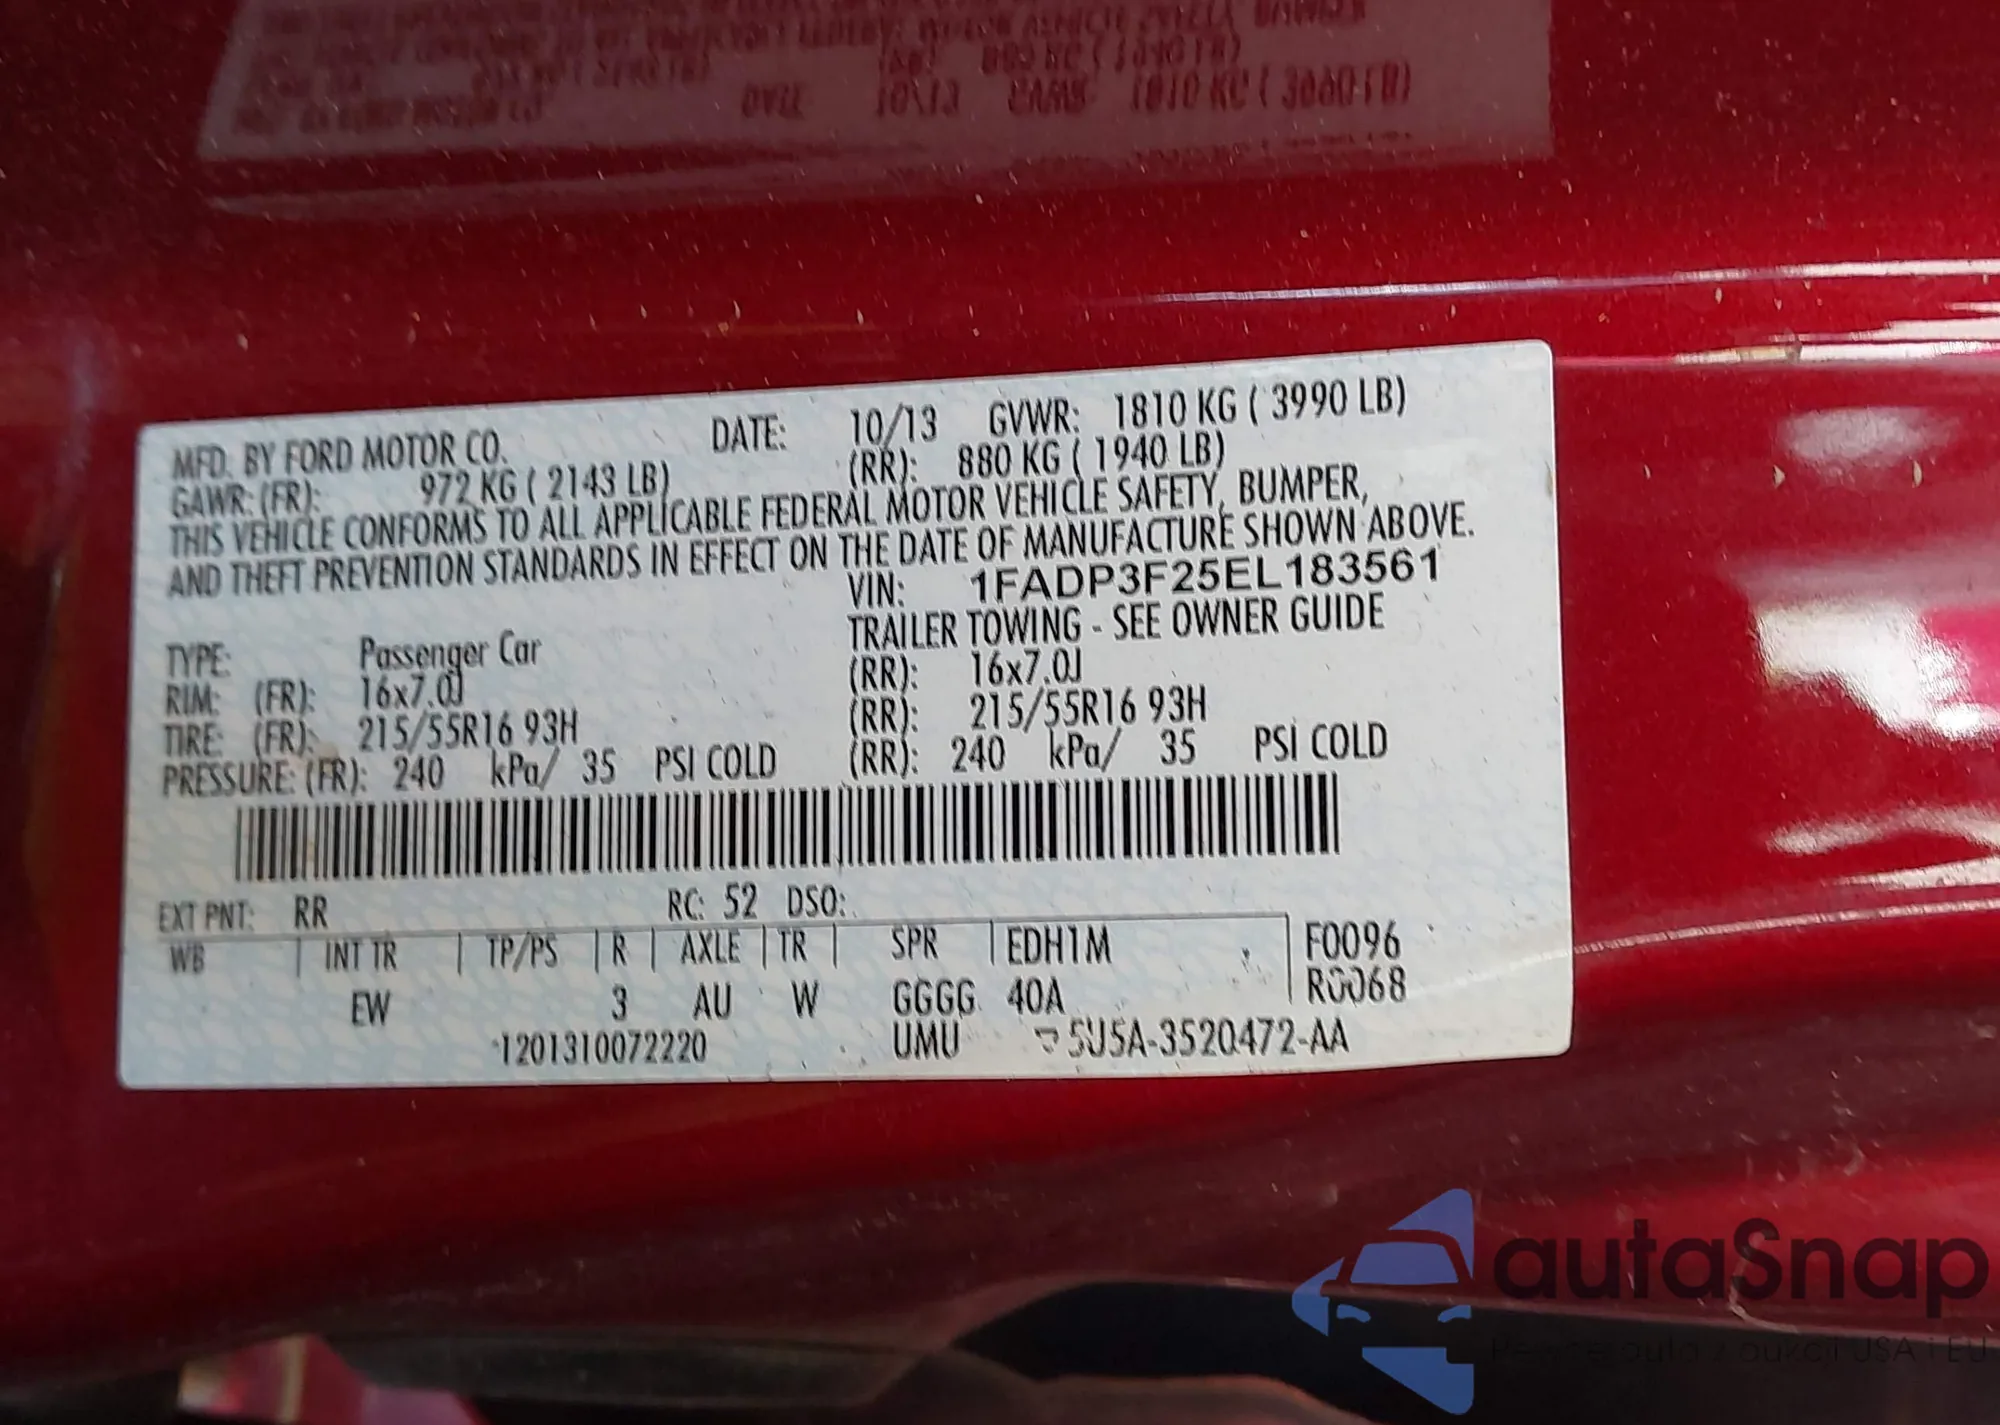 MFD. BY FORD MOTOR CO. DATE: 10/13 GVWR: 1810 KG ( 3990 LB)
GAWR: (FR): 972 KG ( 2143 LB) (RR): 880 KG ( 1940 LB)
THIS VEHICLE CONFORMS TO ALL APPLICABLE FEDERAL MOTOR VEHICLE SAFETY, BUMPER,
AND THEFT PREVENTION STANDARDS IN EFFECT ON THE DATE OF MANUFACTURE SHOWN ABOVE.
VIN: 1FADP3F25EL183561
TRAILER TOWING - SEE OWNER GUIDE
TYPE: Passenger Car
RIM: (FR): 16x7.0J (RR): 16x7.0J
TIRE: (FR): 215/55R16 93H (RR): 215/55R16 93H
PRESSURE: (FR): 240 kPa/ 35 PSI COLD (RR): 240 kPa/ 35 PSI COLD
EXT PNT: RR RC: 52 DSO:
WB INT TR TP/PS R AXLE TR SPR EDH1M F0096
EW 3 AU W GGGG 40A R0068
1201310072220 UMU 5U5A-3520472-AA
autaSnap
USA i EU